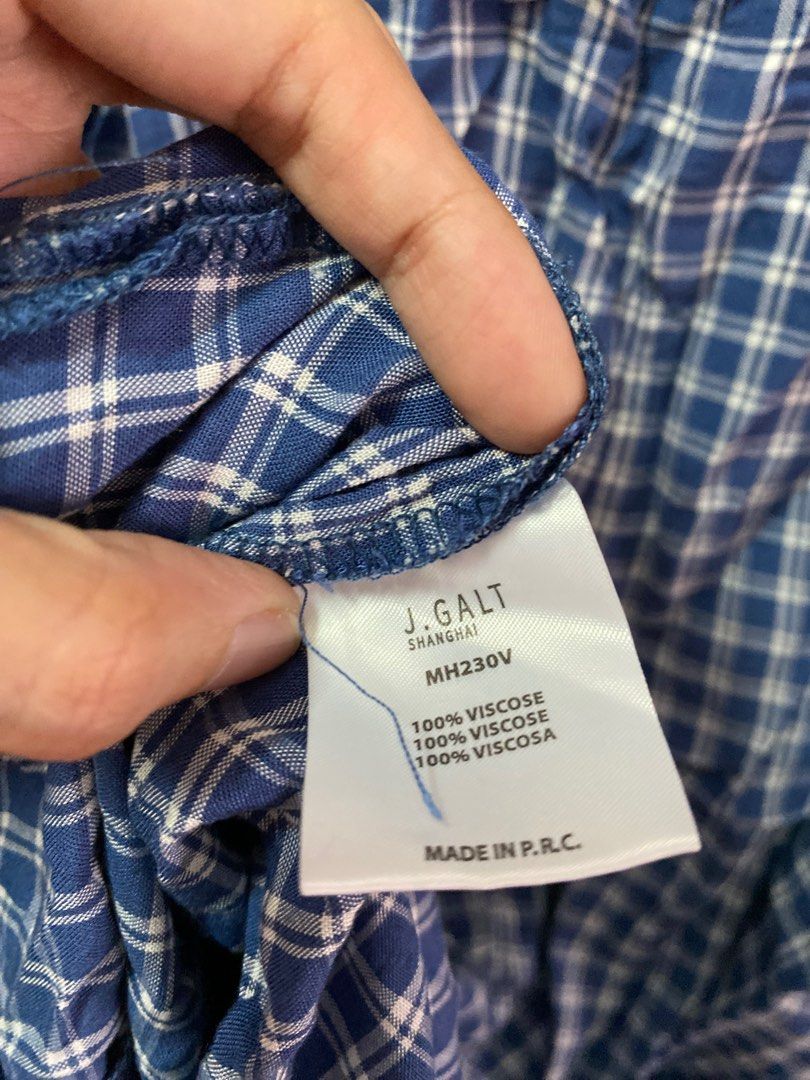 J.GALT
SHANGHAI
MH230V
100% VISCOSE
100% VISCOSE
100% VISCOSA
MADE IN P.R.C.